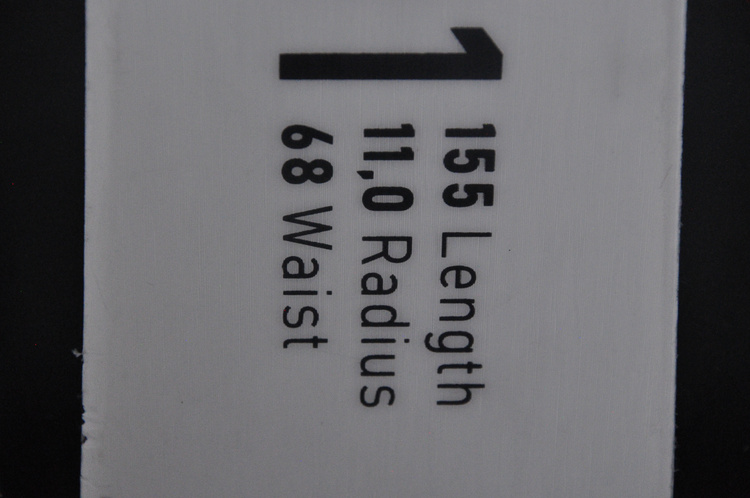 1
155 Length
11,0 Radius
68 Waist